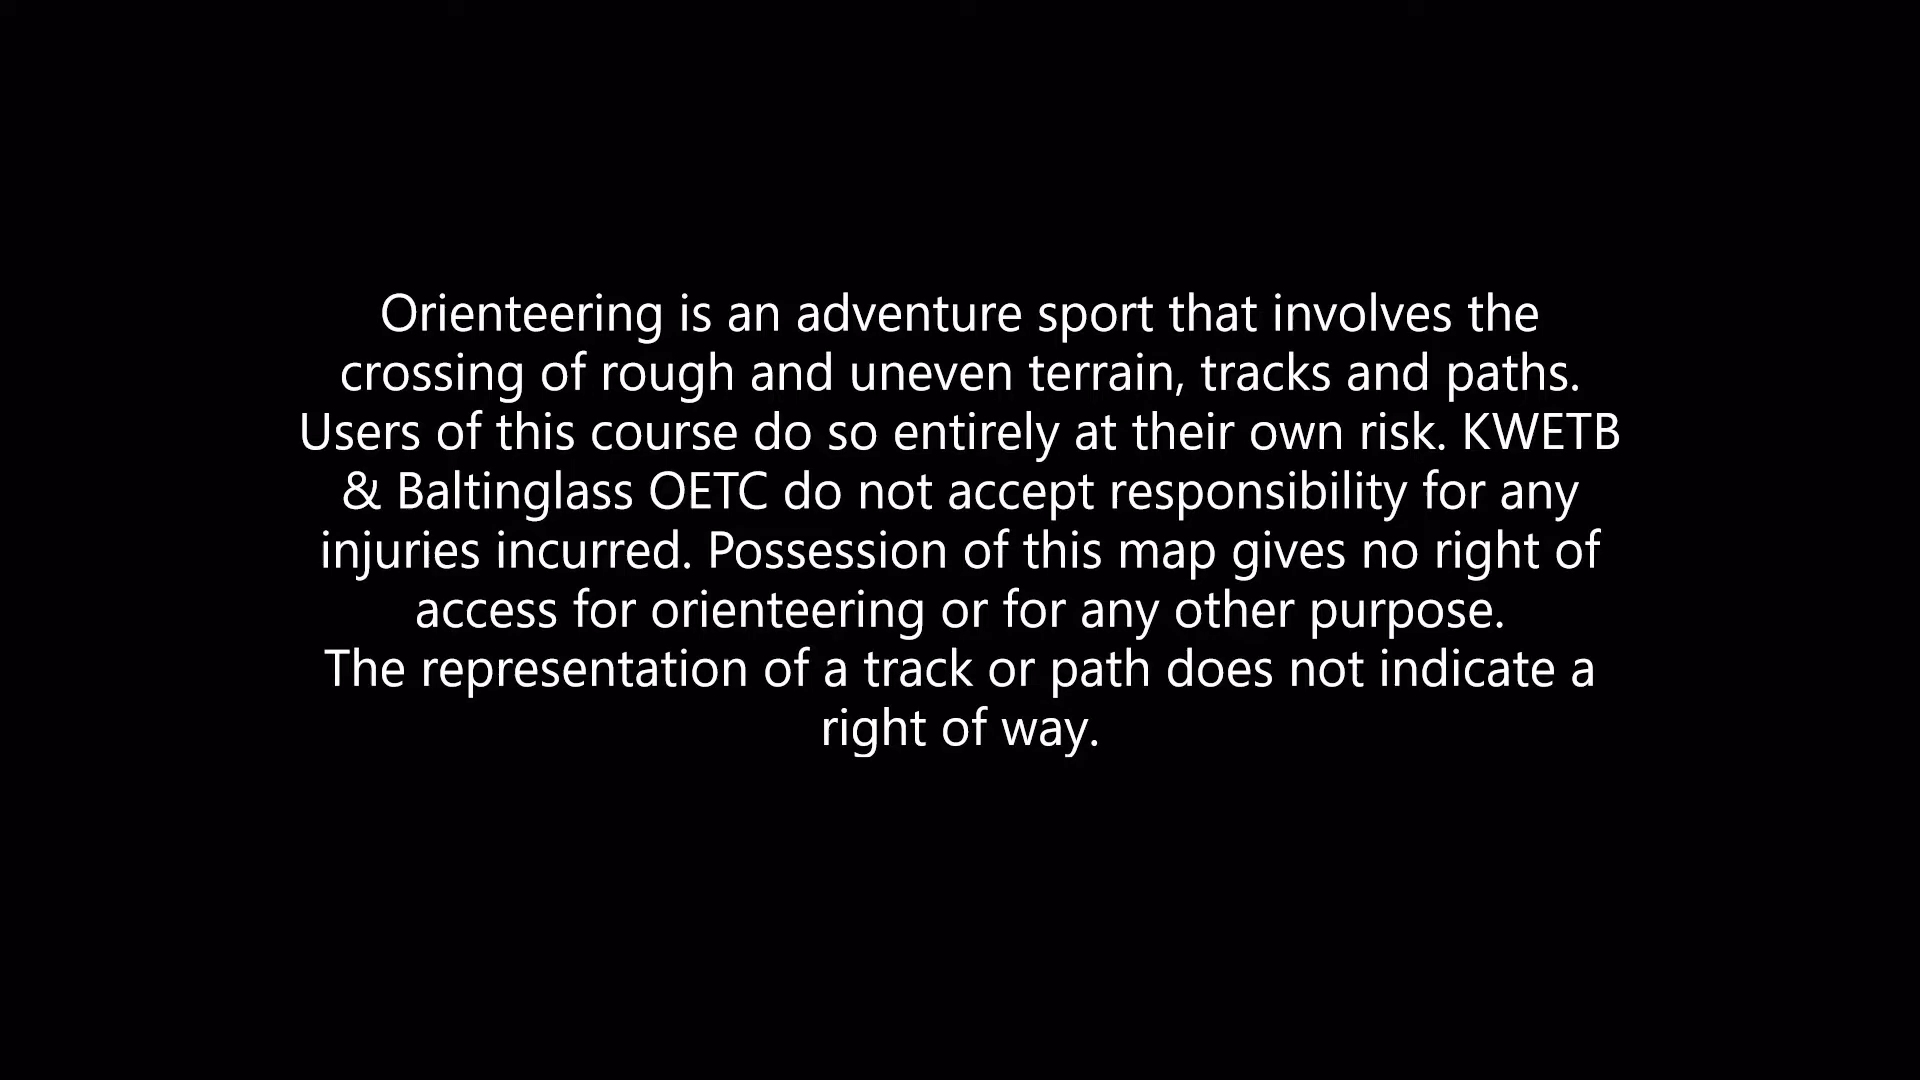 Orienteering is an adventure sport that involves the
crossing of rough and uneven terrain, tracks and paths.
Users of this course do so entirely at their own risk. KWETB
& Baltinglass OETC do not accept responsibility for any
injuries incurred. Possession of this map gives no right of
access for orienteering or for any other purpose.
The representation of a track or path does not indicate a
right of way.